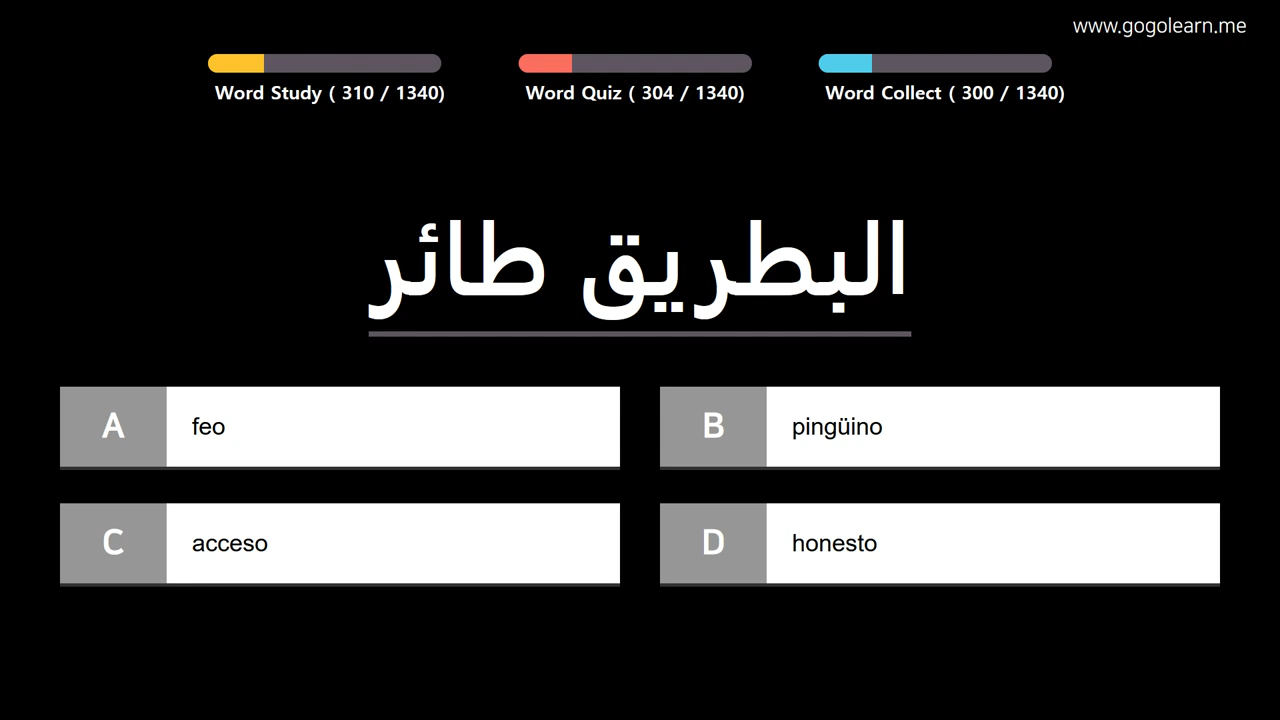 www.gogolearn.me
Word Study ( 310 / 1340)
Word Quiz ( 304 / 1340)
Word Collect ( 300 / 1340)
البطريق طائر
A feo
B pingüino
C acceso
D honesto